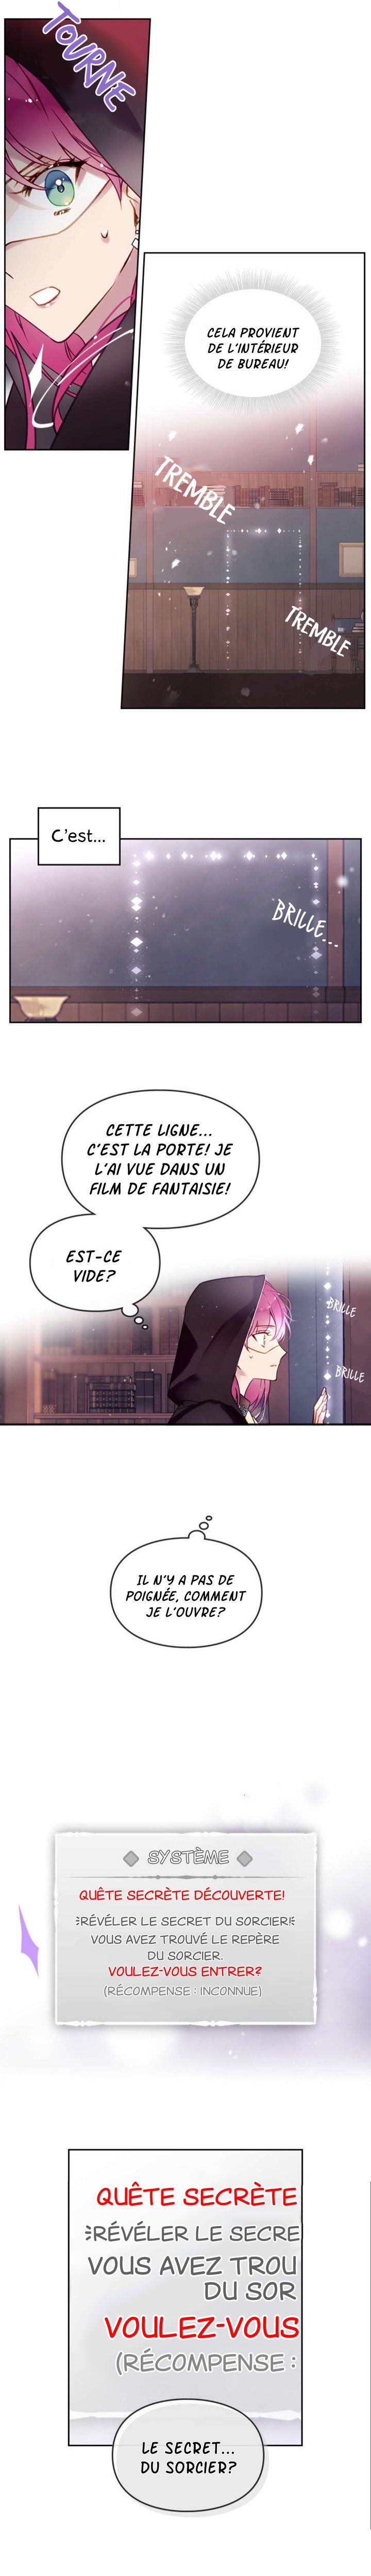 TOURNE
CELA PROVIENT
DE L'INTÉRIEUR
DE BUREAU!
TREMBLE
TREMBLE
C'est...
BRILLE...
CETTE LIGNE...
C'EST LA PORTE! JE
L'AI VUE DANS UN
FILM DE FANTAISIE!
EST-CE
VIDE?
BRILLE
BRILLE
IL N'Y A PAS DE
POIGNÉE, COMMENT
JE L'OUVRE?
SYSTÈME
QUÊTE SECRÈTE DÉCOUVERTE!
RÉVÉLER LE SECRET DU SORCIER!
VOUS AVEZ TROUVÉ LE REPÈRE
DU SORCIER.
VOULEZ-VOUS ENTRER?
(RÉCOMPENSE : INCONNUE)
QUÊTE SECRÈTE
RÉVÉLER LE SECRE
VOUS AVEZ TROU
DU SOR
VOULEZ-VOUS
(RÉCOMPENSE :
LE SECRET...
DU SORCIER?